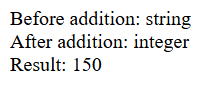 Before addition: string
After addition: integer
Result: 150